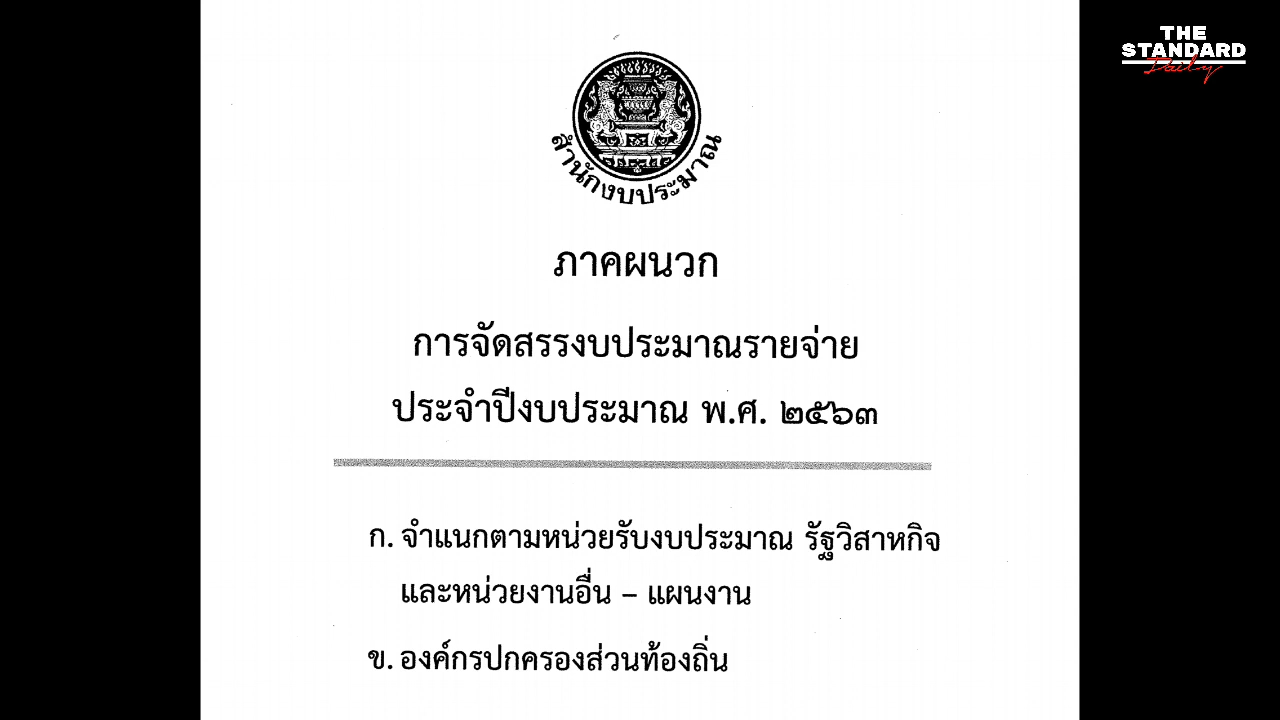 THE
STANDARD
Daily
สำนักงบประมาณ
ภาคผนวก
การจัดสรรงบประมาณรายจ่าย
ประจำปีงบประมาณ พ.ศ. ๒๕๖๓
ก. จำแนกตามหน่วยรับงบประมาณ รัฐวิสาหกิจ
และหน่วยงานอื่น – แผนงาน
ข. องค์กรปกครองส่วนท้องถิ่น